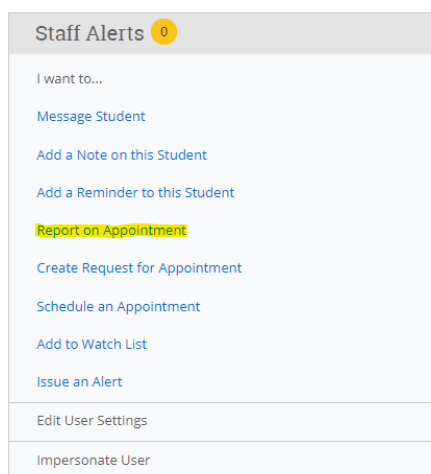 Staff Alerts 0
I want to...
Message Student
Add a Note on this Student
Add a Reminder to this Student
Report on Appointment
Create Request for Appointment
Schedule an Appointment
Add to Watch List
Issue an Alert
Edit User Settings
Impersonate User